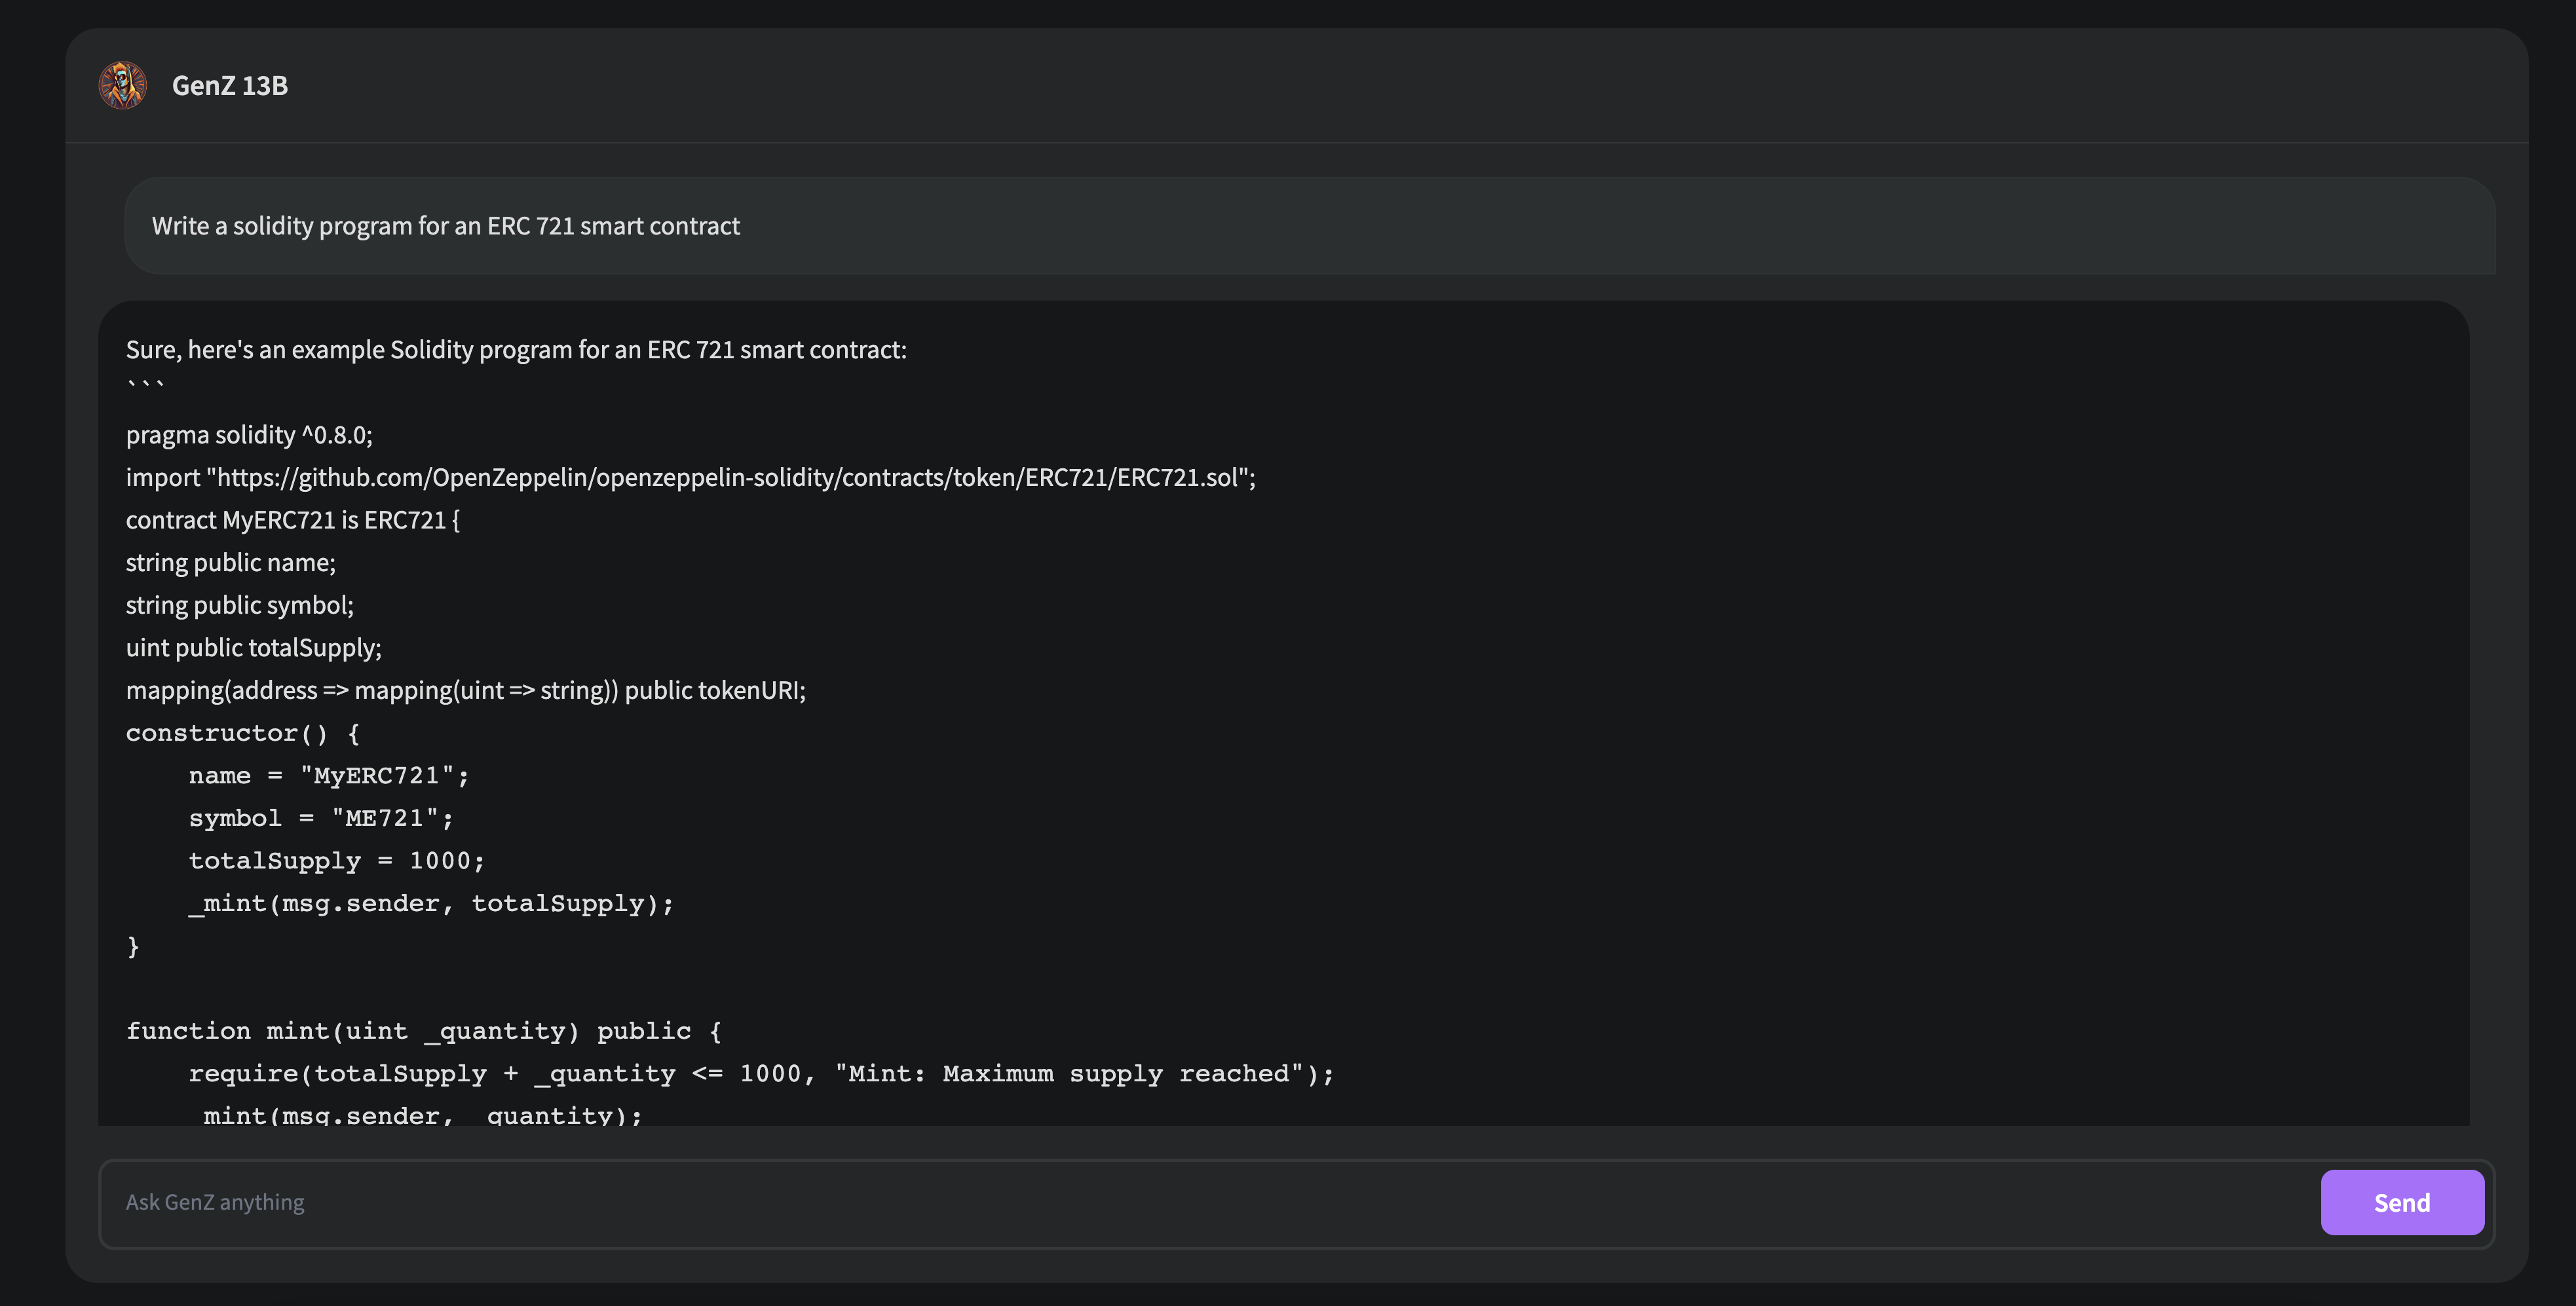 GenZ 13B
Write a solidity program for an ERC 721 smart contract
Sure, here's an example Solidity program for an ERC 721 smart contract:
```
pragma solidity ^0.8.0;
import "https://github.com/OpenZeppelin/openzeppelin-solidity/contracts/token/ERC721/ERC721.sol";
contract MyERC721 is ERC721 {
string public name;
string public symbol;
uint public totalSupply;
mapping(address => mapping(uint => string)) public tokenURI;
constructor() {
    name = "MyERC721";
    symbol = "ME721";
    totalSupply = 1000;
    _mint(msg.sender, totalSupply);
}
function mint(uint _quantity) public {
    require(totalSupply + _quantity <= 1000, "Mint: Maximum supply reached");
    _mint(msg.sender, _quantity);
Ask GenZ anything
Send